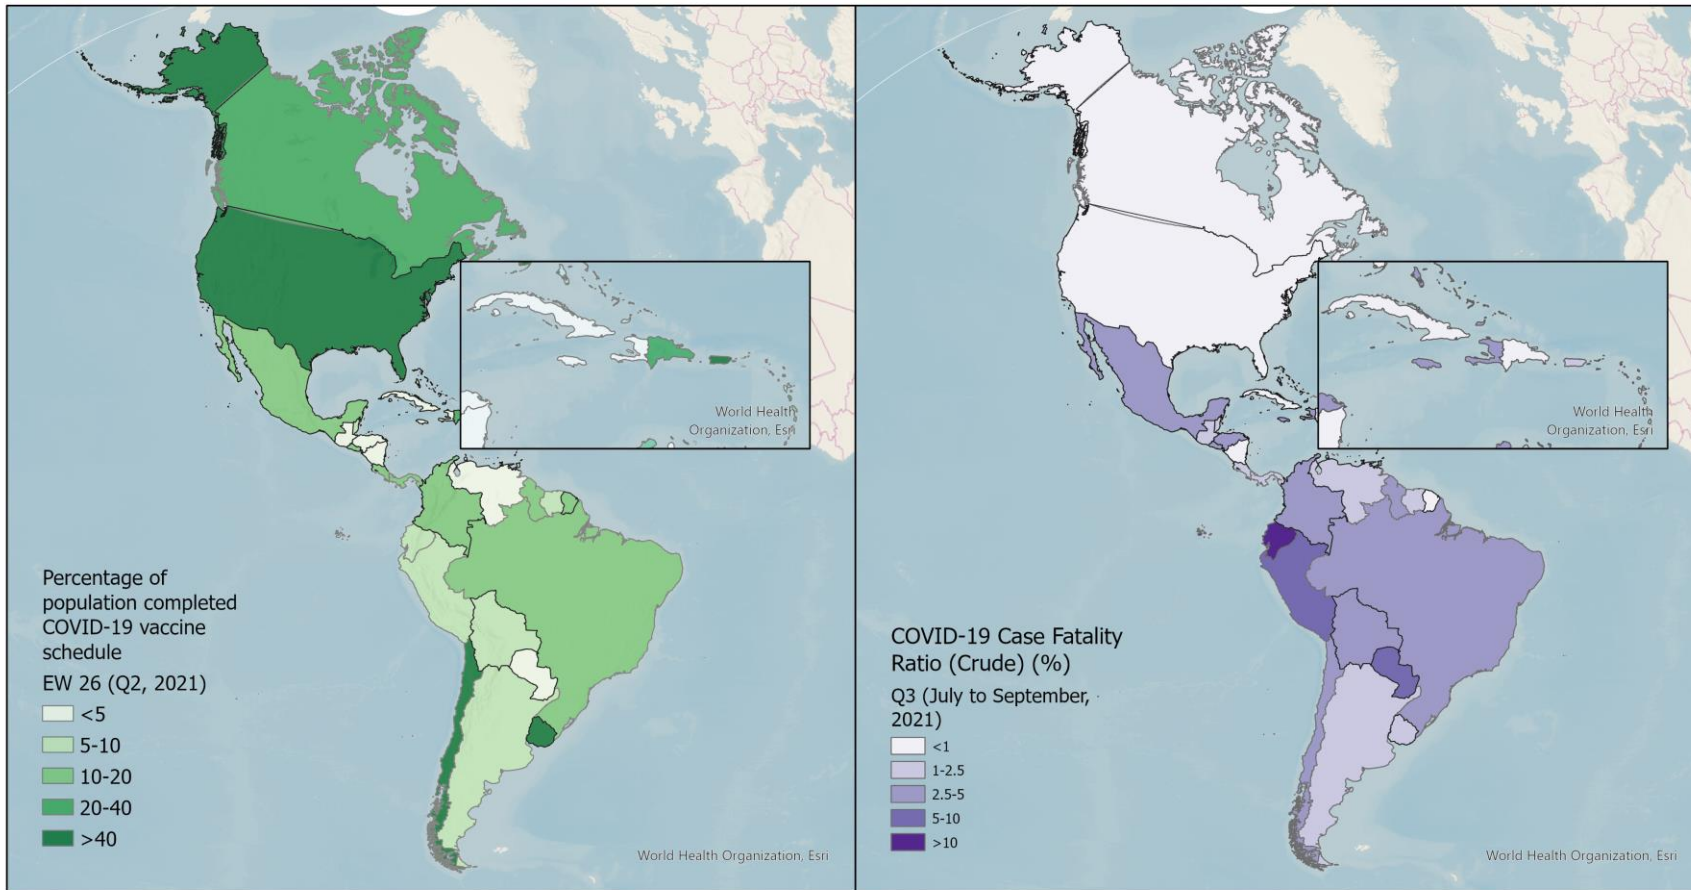 World Health
Organization, Esri
Percentage of
population completed
COVID-19 vaccine
schedule
EW 26 (Q2, 2021)
<5
5-10
10-20
20-40
>40
World Health Organization, Esri
World Health
Organization, Esri
COVID-19 Case Fatality
Ratio (Crude) (%)
Q3 (July to September,
2021)
<1
1-2.5
2.5-5
5-10
>10
World Health Organization, Esri